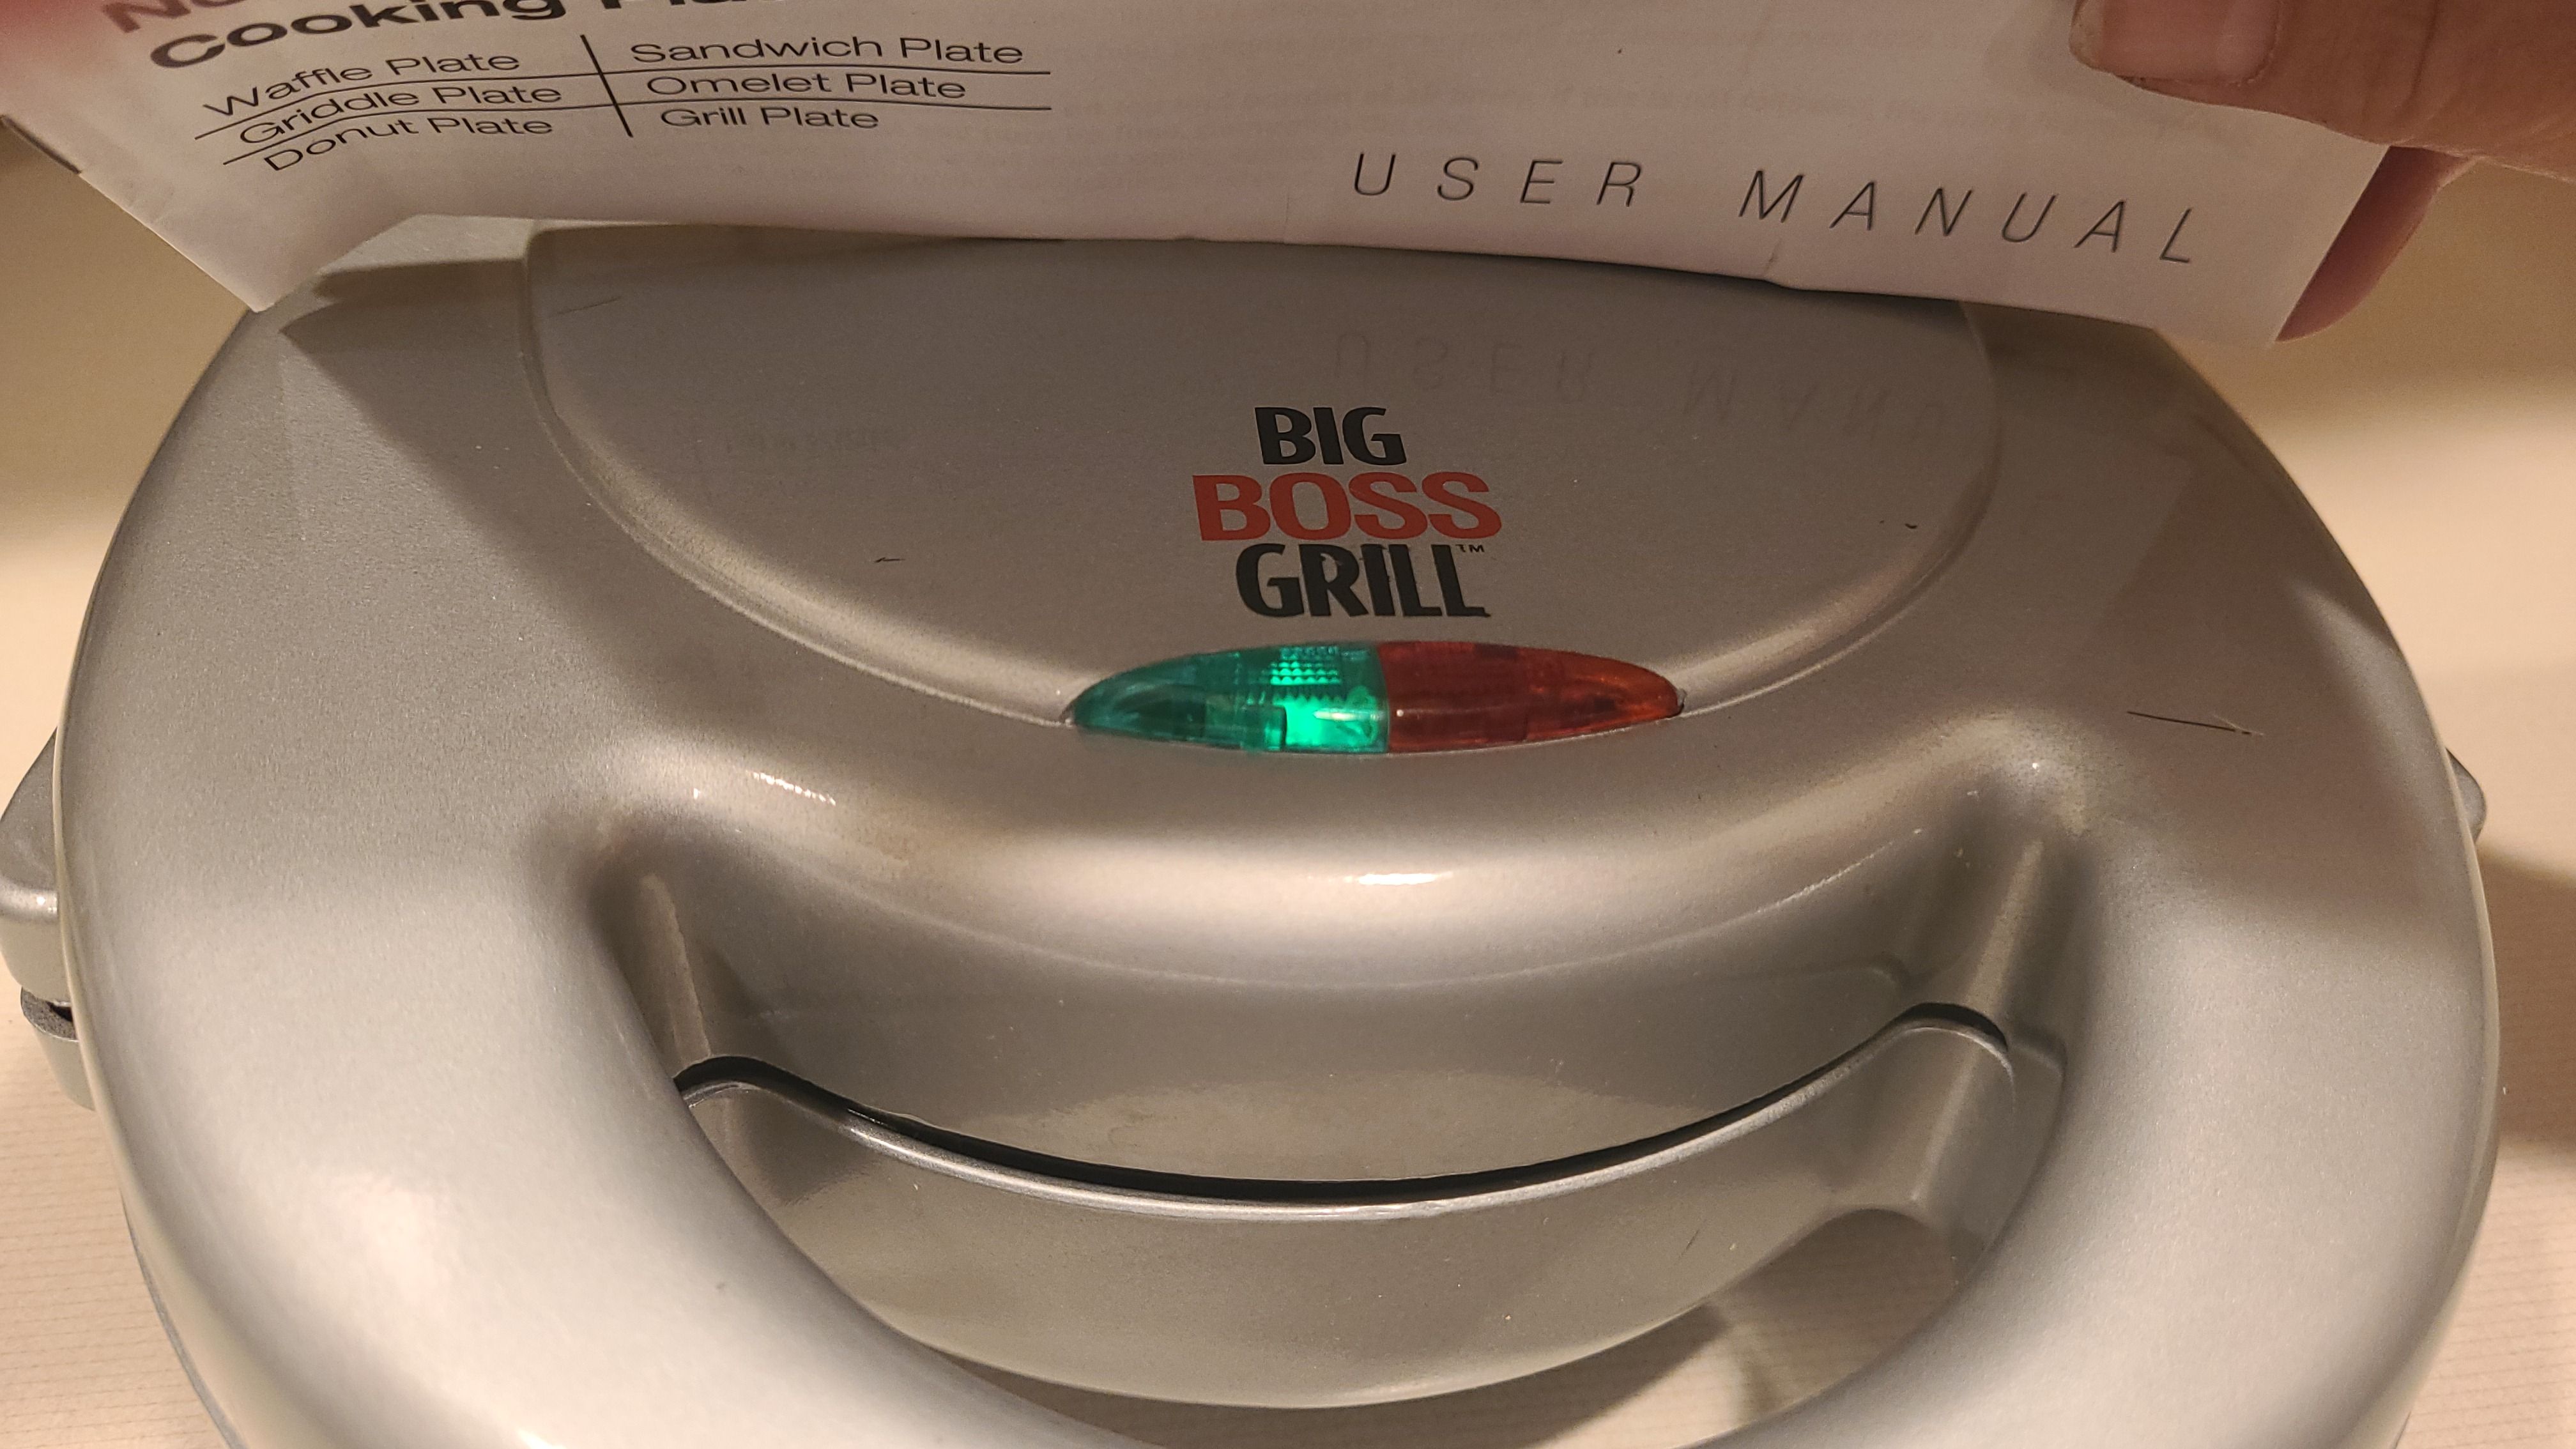 Cooking
Waffle Plate Sandwich Plate
Griddle Plate Omelet Plate
Donut Plate Grill Plate
USER MANUAL
BIG
BOSS
GRILL™